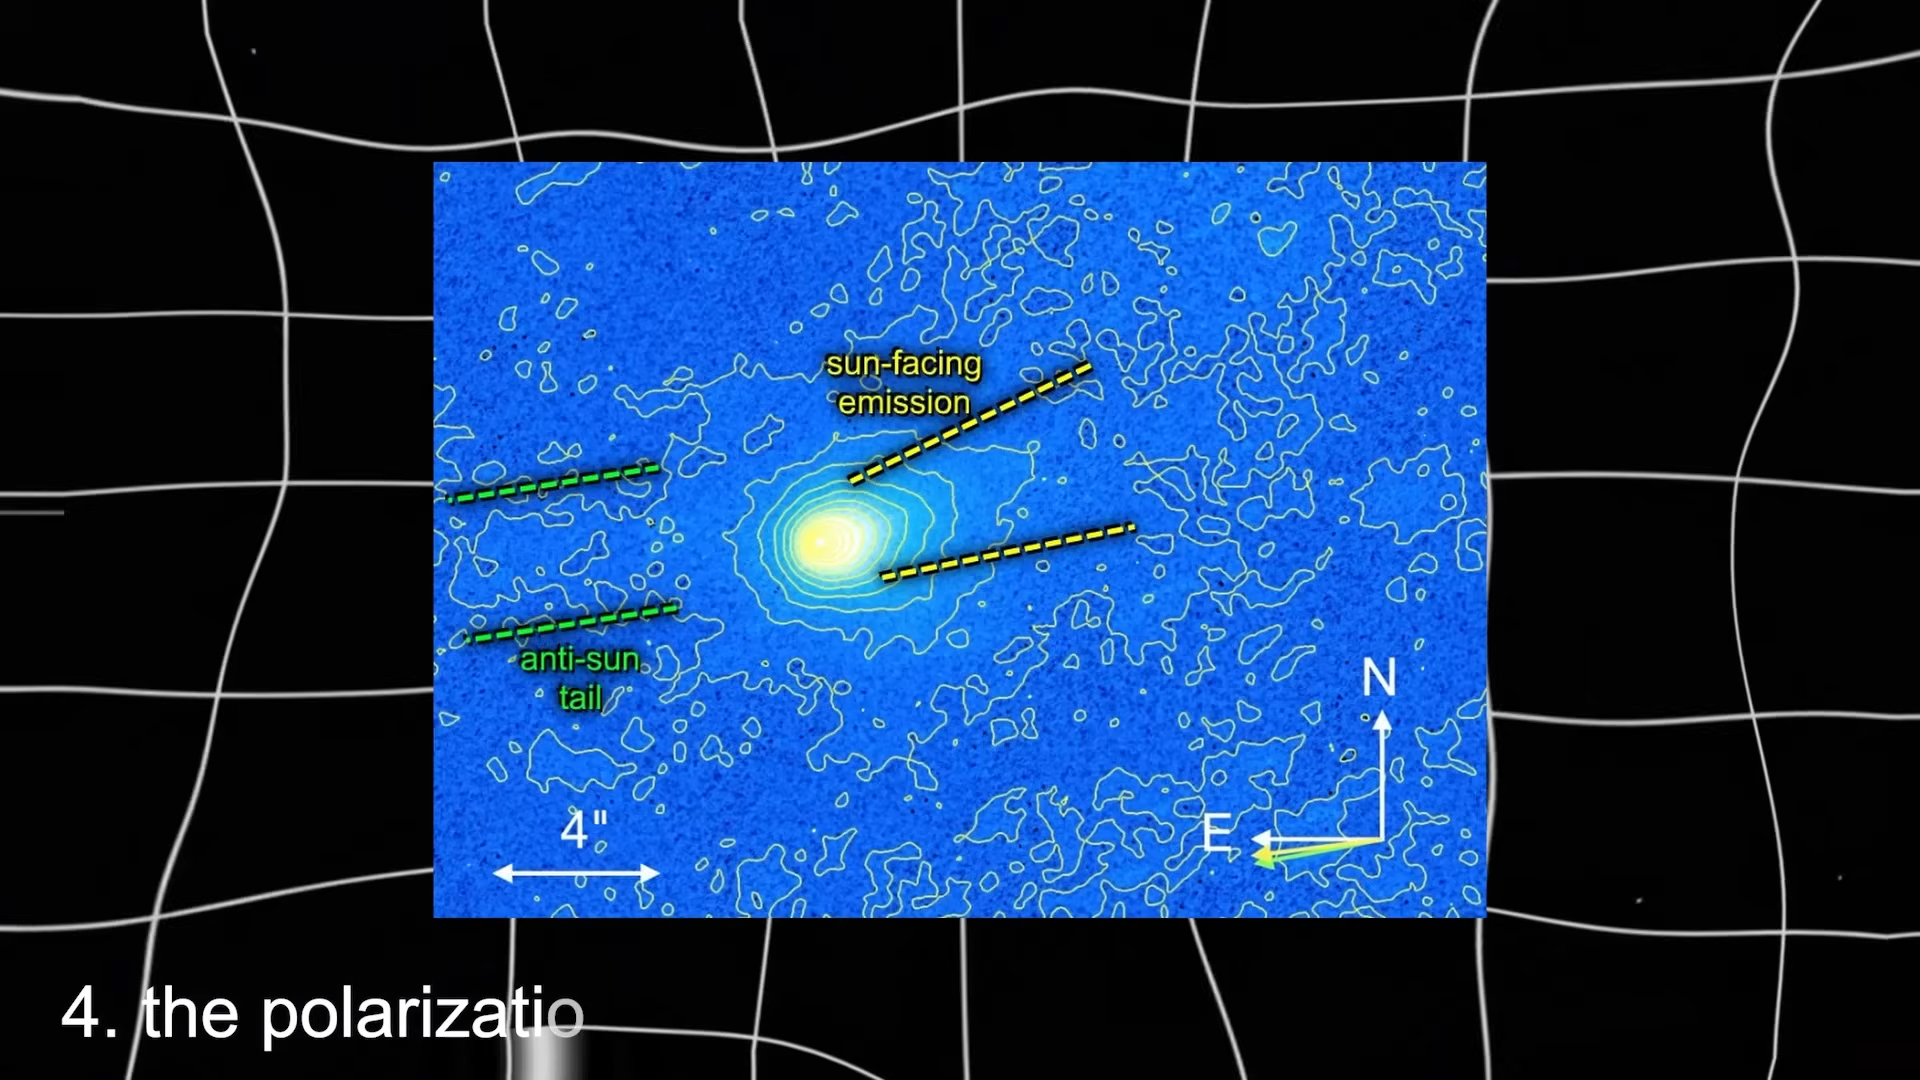 sun-facing
emission
anti-sun
tail
4"
N
E
4. the polarizatio